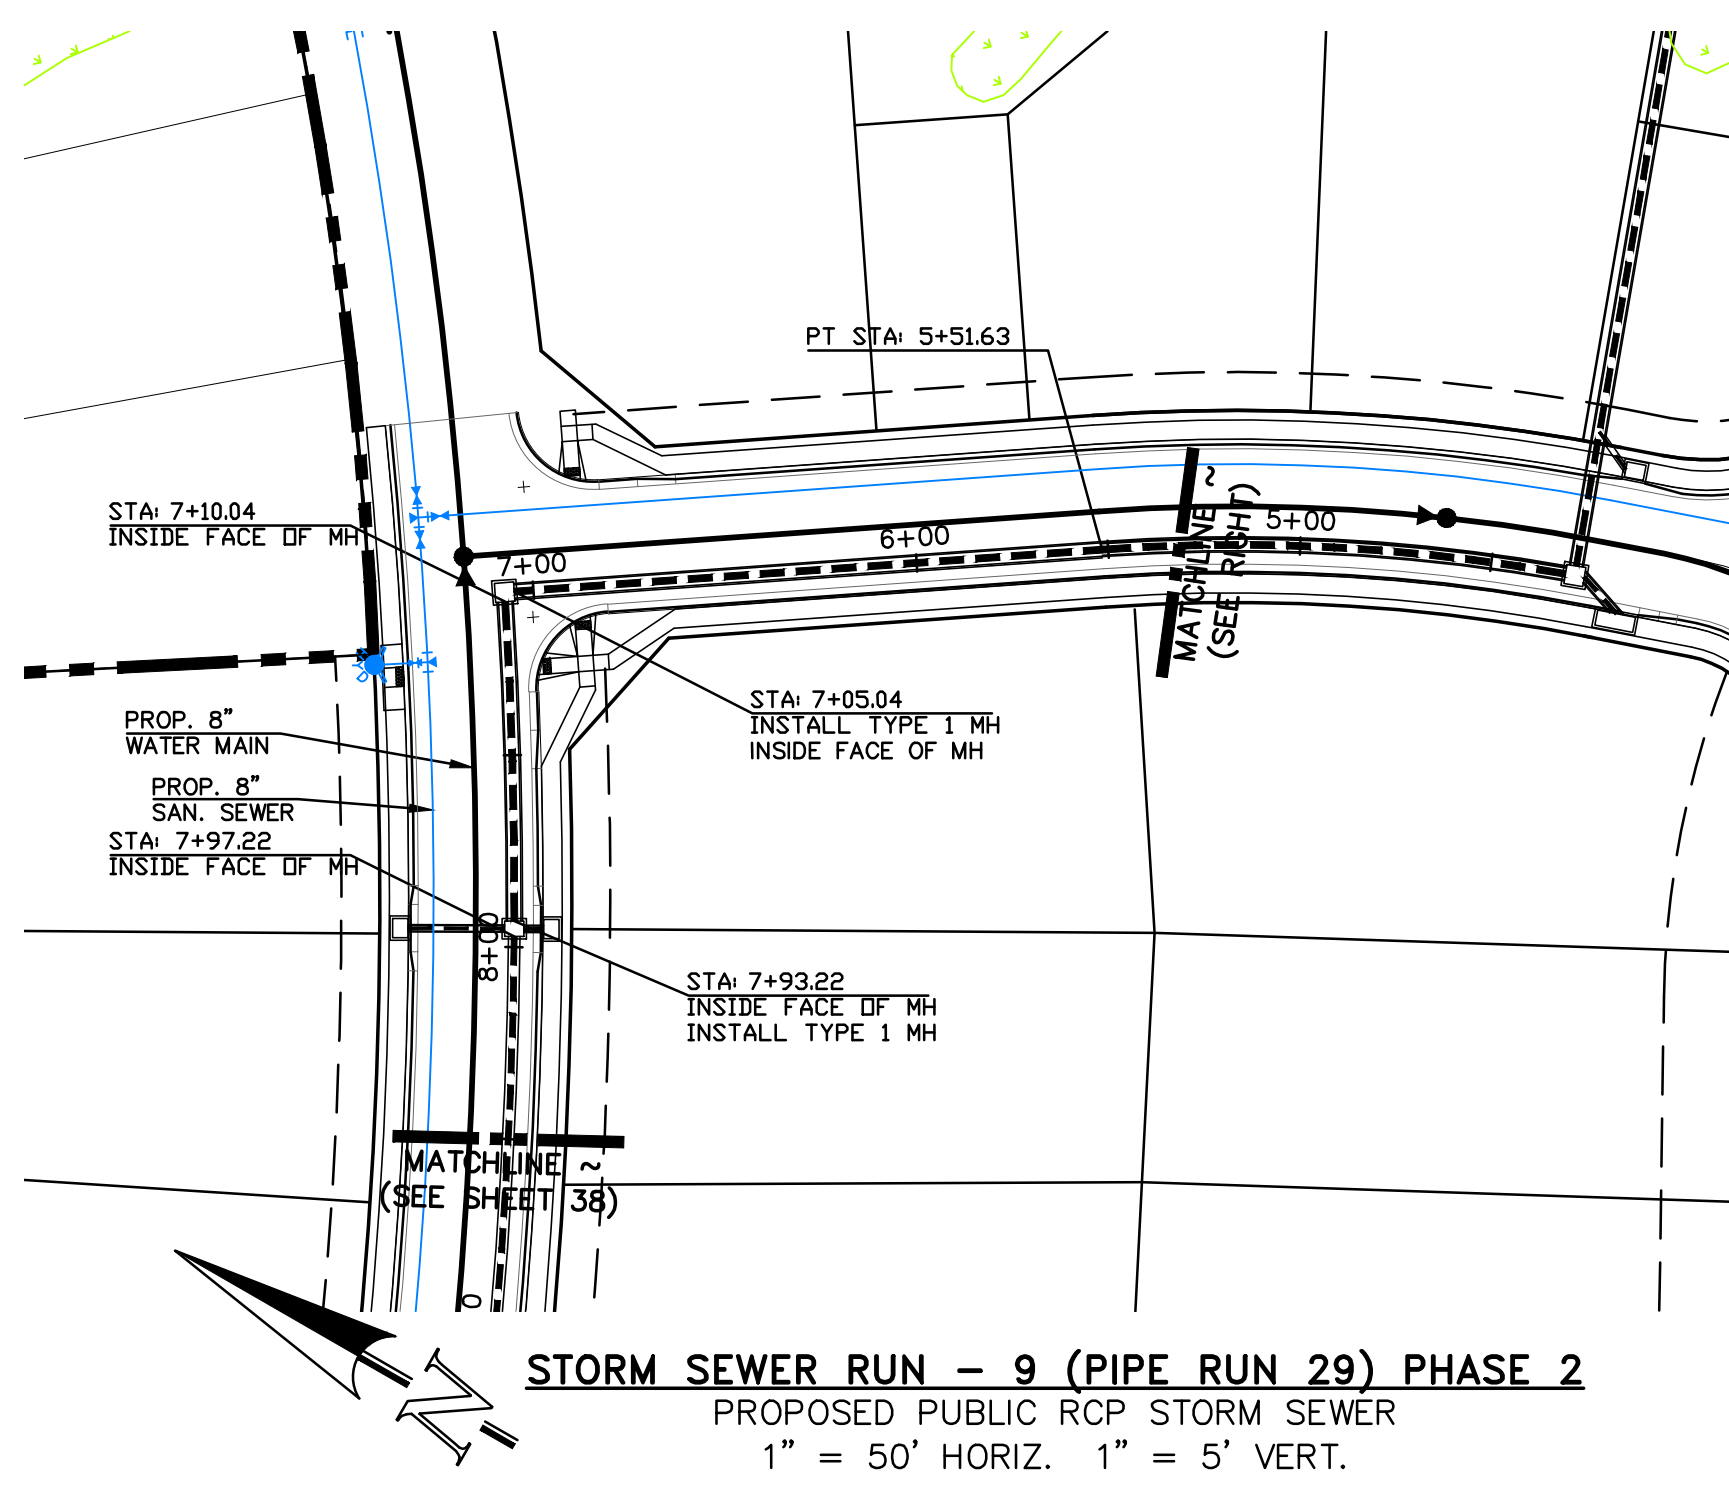 PT STA: 5+51.63
STA: 7+10.04
INSIDE FACE OF MH
7+00
6+00
5+00
MATCHLINE ~
(SEE RIGHT)
STA: 7+05.04
INSTALL TYPE 1 MH
INSIDE FACE OF MH
PROP. 8"
WATER MAIN
PROP. 8"
SAN. SEWER
STA: 7+97.22
INSIDE FACE OF MH
8+00
STA: 7+93.22
INSIDE FACE OF MH
INSTALL TYPE 1 MH
MATCHLINE ~
(SEE SHEET 38)
0
N
STORM SEWER RUN - 9 (PIPE RUN 29) PHASE 2
PROPOSED PUBLIC RCP STORM SEWER
1" = 50' HORIZ. 1" = 5' VERT.